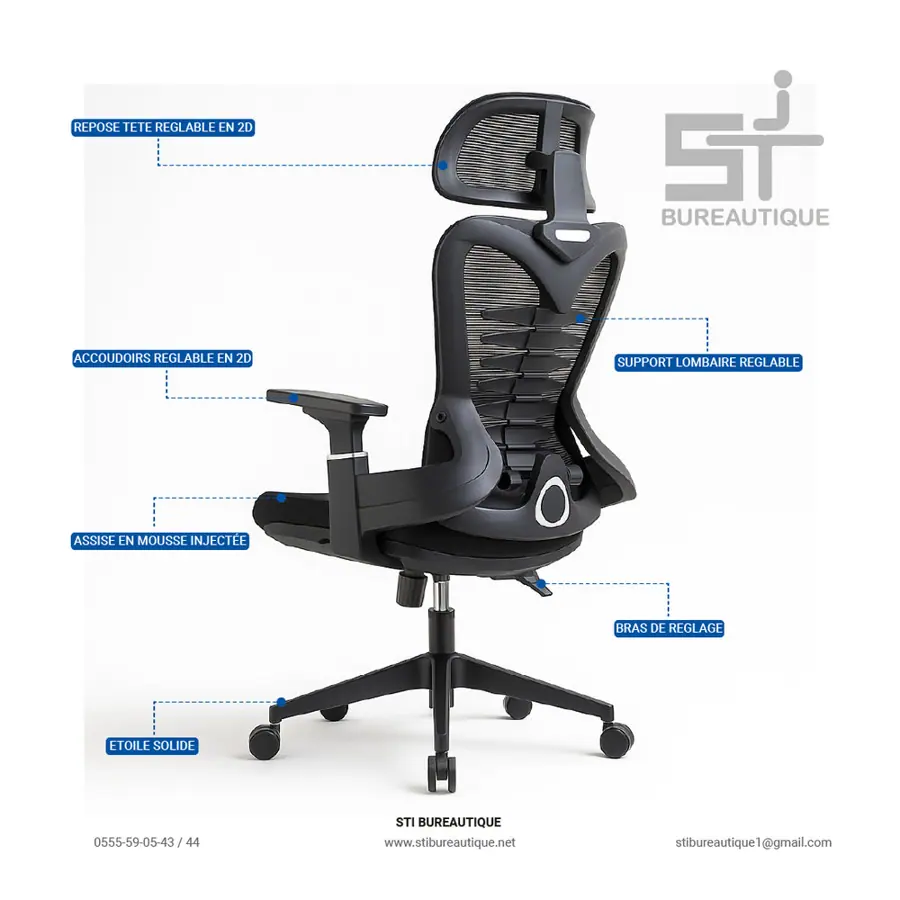 REPOSE TETE REGLABLE EN 2D
STI
BUREAUTIQUE
ACCOUDOIRS REGLABLE EN 2D
SUPPORT LOMBAIRE REGLABLE
ASSISE EN MOUSSE INJECTÉE
BRAS DE REGLAGE
ETOILE SOLIDE
STI BUREAUTIQUE
0555-59-05-43 / 44
www.stibureautique.net
stibureautique1@gmail.com